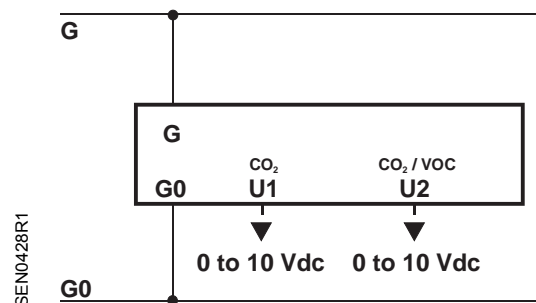 G
G
CO₂ CO₂ / VOC
G0 U1 U2
0 to 10 Vdc 0 to 10 Vdc
G0
SEN0428R1